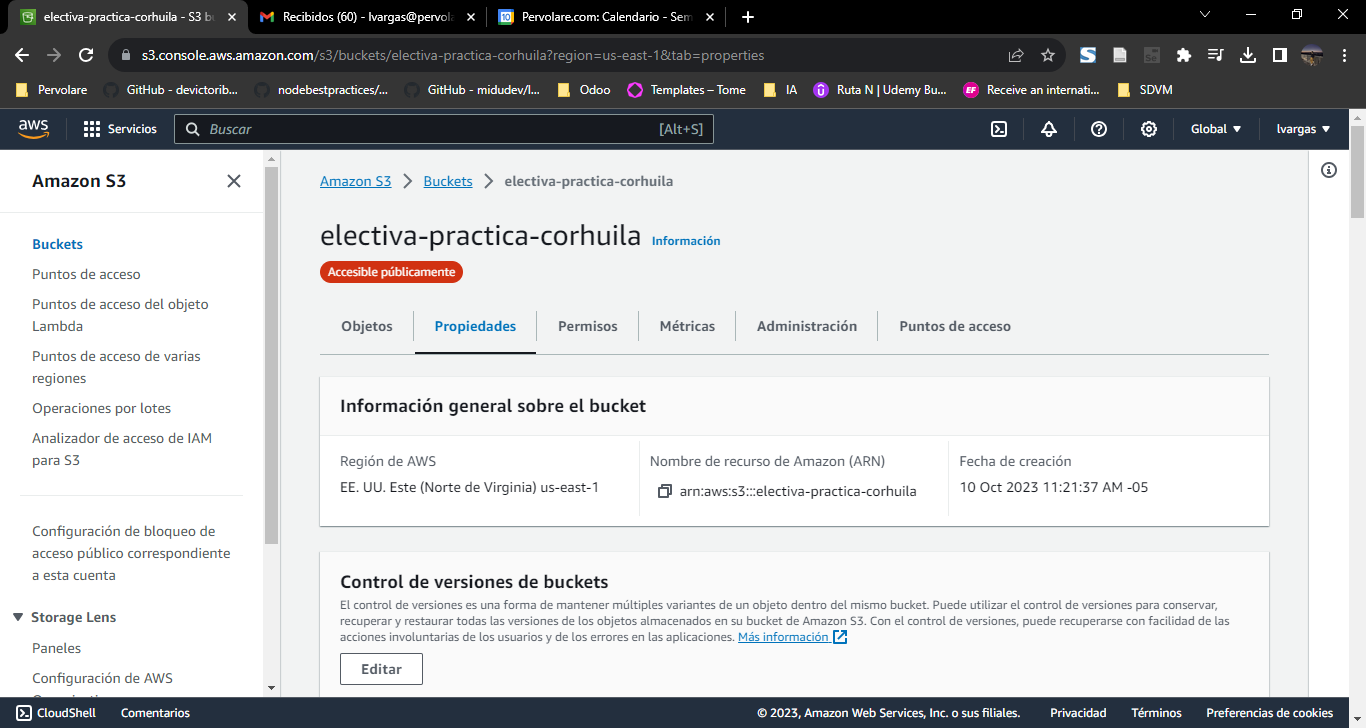 electiva-practica-corhuila - S3 bu
Recibidos (60) - lvargas@pervola
Pervolare.com: Calendario - Sem
s3.console.aws.amazon.com/s3/buckets/electiva-practica-corhuila?region=us-east-1&tab=properties
Pervolare
GitHub - devictorib...
nodebestpractices/...
GitHub - midudev/l...
Odoo
Templates – Tome
IA
Ruta N | Udemy Bu...
Receive an internati...
SDVM
aws
Servicios
Buscar
[Alt+S]
Global
lvargas
Amazon S3
Buckets
Puntos de acceso
Puntos de acceso del objeto
Lambda
Puntos de acceso de varias
regiones
Operaciones por lotes
Analizador de acceso de IAM
para S3
Configuración de bloqueo de
acceso público correspondiente
a esta cuenta
Storage Lens
Paneles
Configuración de AWS
Amazon S3 > Buckets > electiva-practica-corhuila
electiva-practica-corhuila
Información
Accesible públicamente
Objetos
Propiedades
Permisos
Métricas
Administración
Puntos de acceso
Información general sobre el bucket
Región de AWS
EE. UU. Este (Norte de Virginia) us-east-1
Nombre de recurso de Amazon (ARN)
arn:aws:s3:::electiva-practica-corhuila
Fecha de creación
10 Oct 2023 11:21:37 AM -05
Control de versiones de buckets
El control de versiones es una forma de mantener múltiples variantes de un objeto dentro del mismo bucket. Puede utilizar el control de versiones para conservar,
recuperar y restaurar todas las versiones de los objetos almacenados en su bucket de Amazon S3. Con el control de versiones, puede recuperarse con facilidad de las
acciones involuntarias de los usuarios y de los errores en las aplicaciones. Más información
Editar
CloudShell
Comentarios
© 2023, Amazon Web Services, Inc. o sus filiales.
Privacidad
Términos
Preferencias de cookies